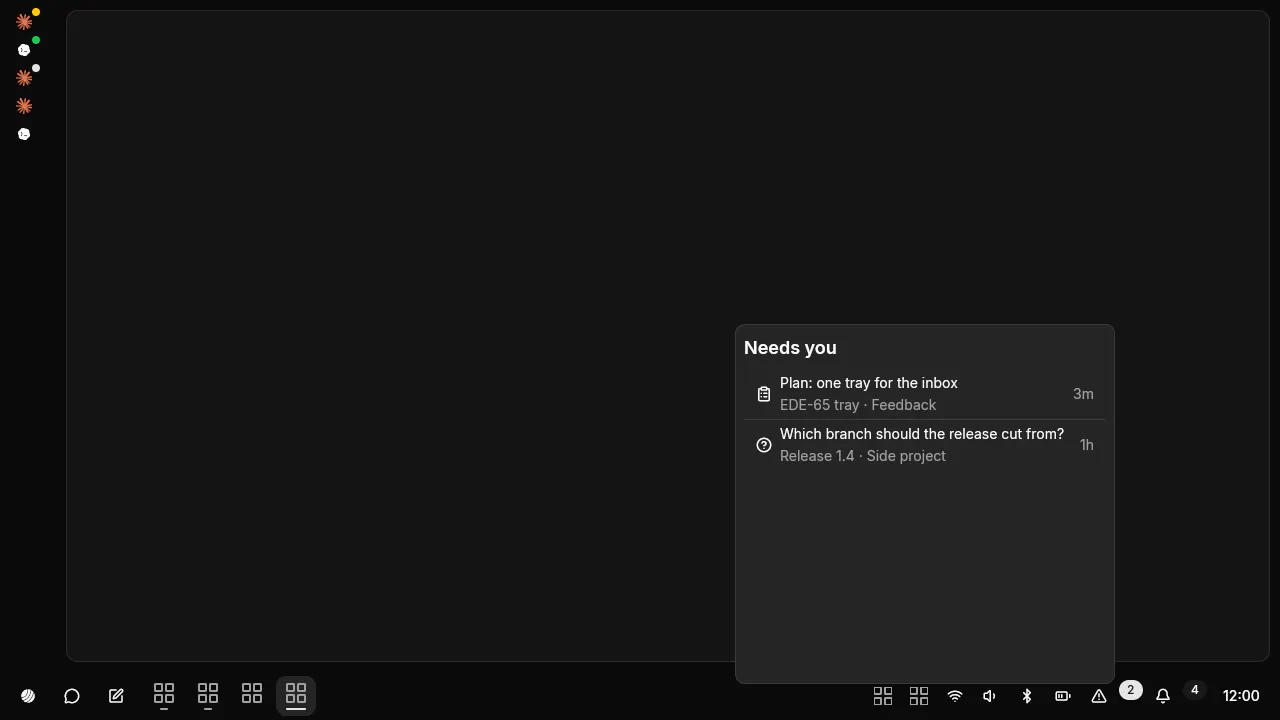 Needs you
Plan: one tray for the inbox
EDE-65 tray · Feedback
3m
Which branch should the release cut from?
Release 1.4 · Side project
1h
2
4
12:00